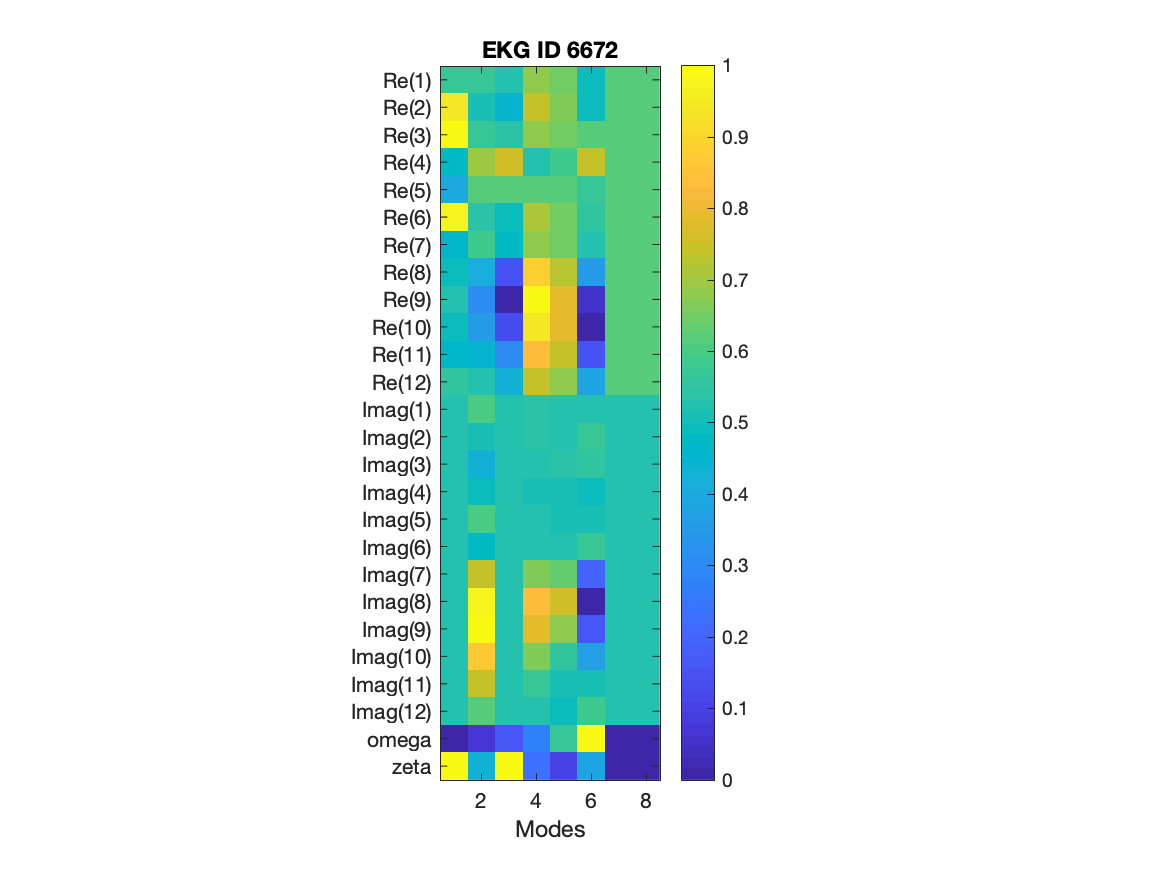 EKG ID 6672
Re(1)
Re(2)
Re(3)
Re(4)
Re(5)
Re(6)
Re(7)
Re(8)
Re(9)
Re(10)
Re(11)
Re(12)
Imag(1)
Imag(2)
Imag(3)
Imag(4)
Imag(5)
Imag(6)
Imag(7)
Imag(8)
Imag(9)
Imag(10)
Imag(11)
Imag(12)
omega
zeta
2 4 6 8
Modes
1
0.9
0.8
0.7
0.6
0.5
0.4
0.3
0.2
0.1
0